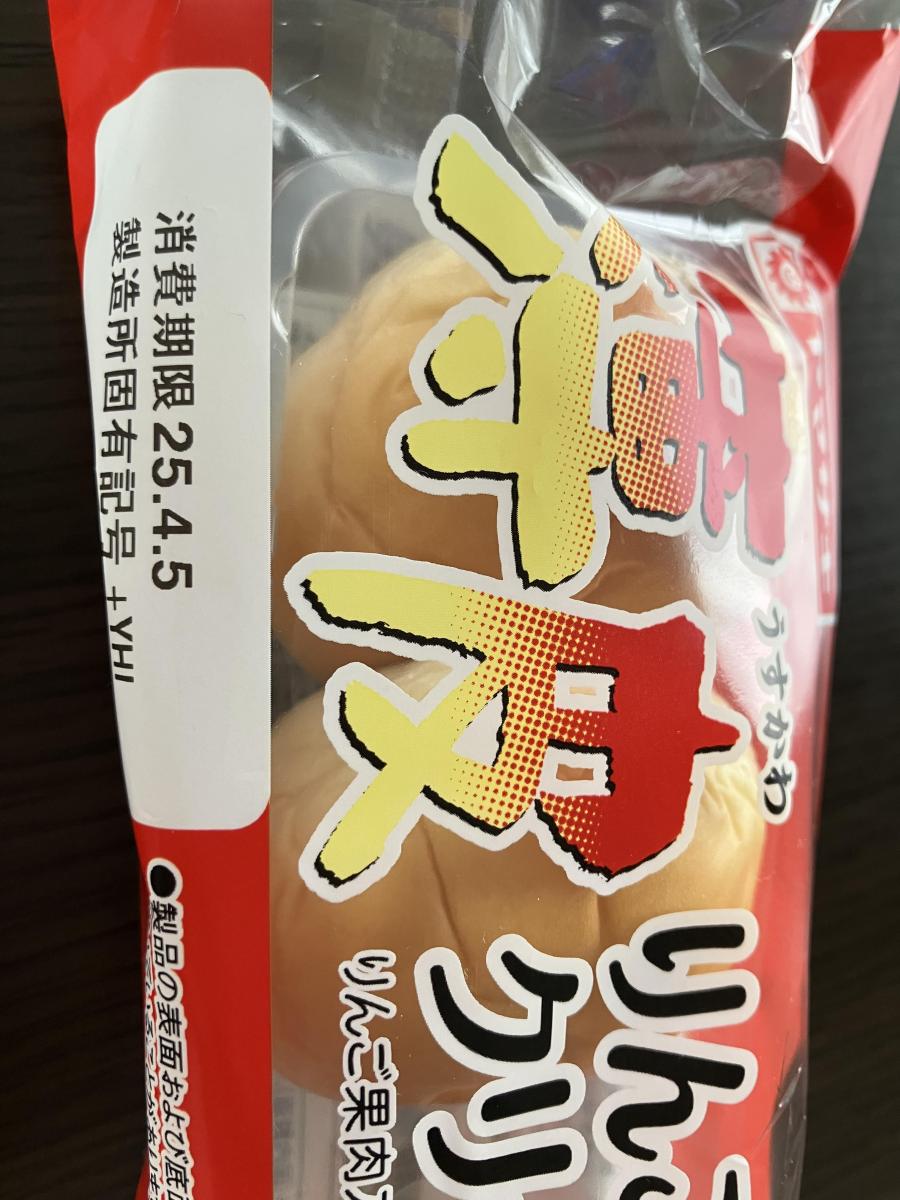 薄皮
うすかわ
りんご
クリ
りんご果肉入
消費期限25.4.5
製造所固有記号 +YHI
●製品の表面および底面